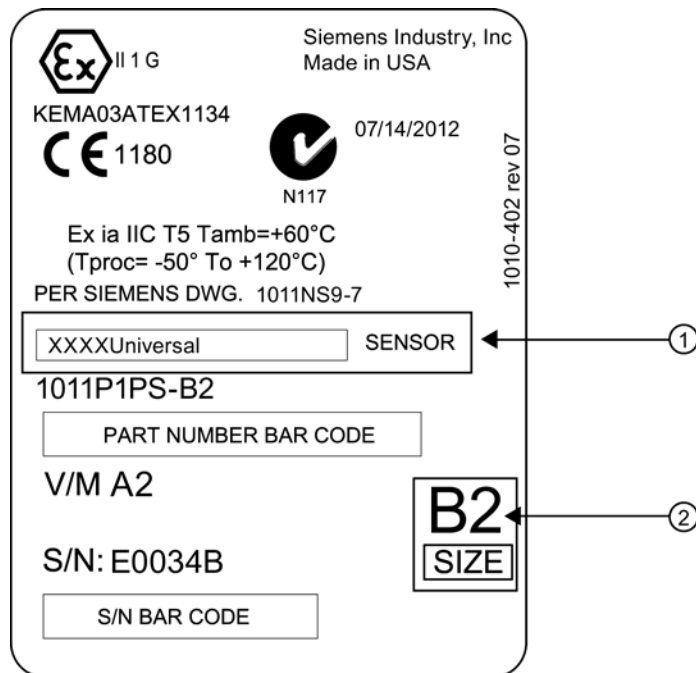 Ex II 1 G
Siemens Industry, Inc
Made in USA
KEMA03ATEX1134
CE 1180
07/14/2012
N117
1010-402 rev 07
Ex ia IIC T5 Tamb=+60°C
(Tproc= -50° To +120°C)
PER SIEMENS DWG. 1011NS9-7
XXXXUniversal SENSOR
1
1011P1PS-B2
PART NUMBER BAR CODE
V/M A2
B2
2
SIZE
S/N: E0034B
S/N BAR CODE